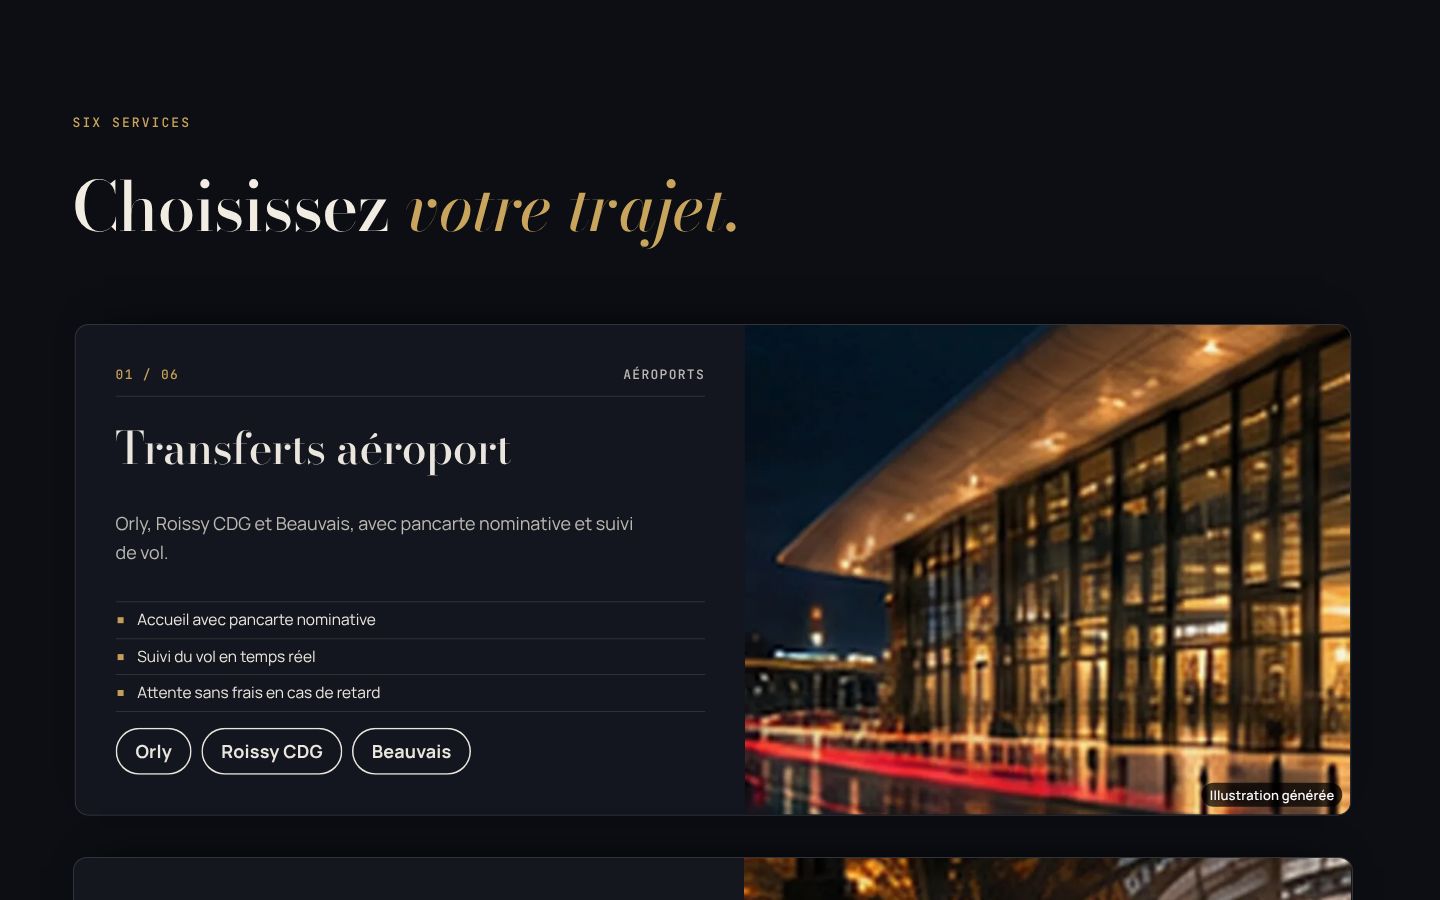 SIX SERVICES
Choisissez votre trajet.
01 / 06
AÉROPORTS
Transferts aéroport
Orly, Roissy CDG et Beauvais, avec pancarte nominative et suivi
de vol.
Accueil avec pancarte nominative
Suivi du vol en temps réel
Attente sans frais en cas de retard
Orly
Roissy CDG
Beauvais
Illustration générée